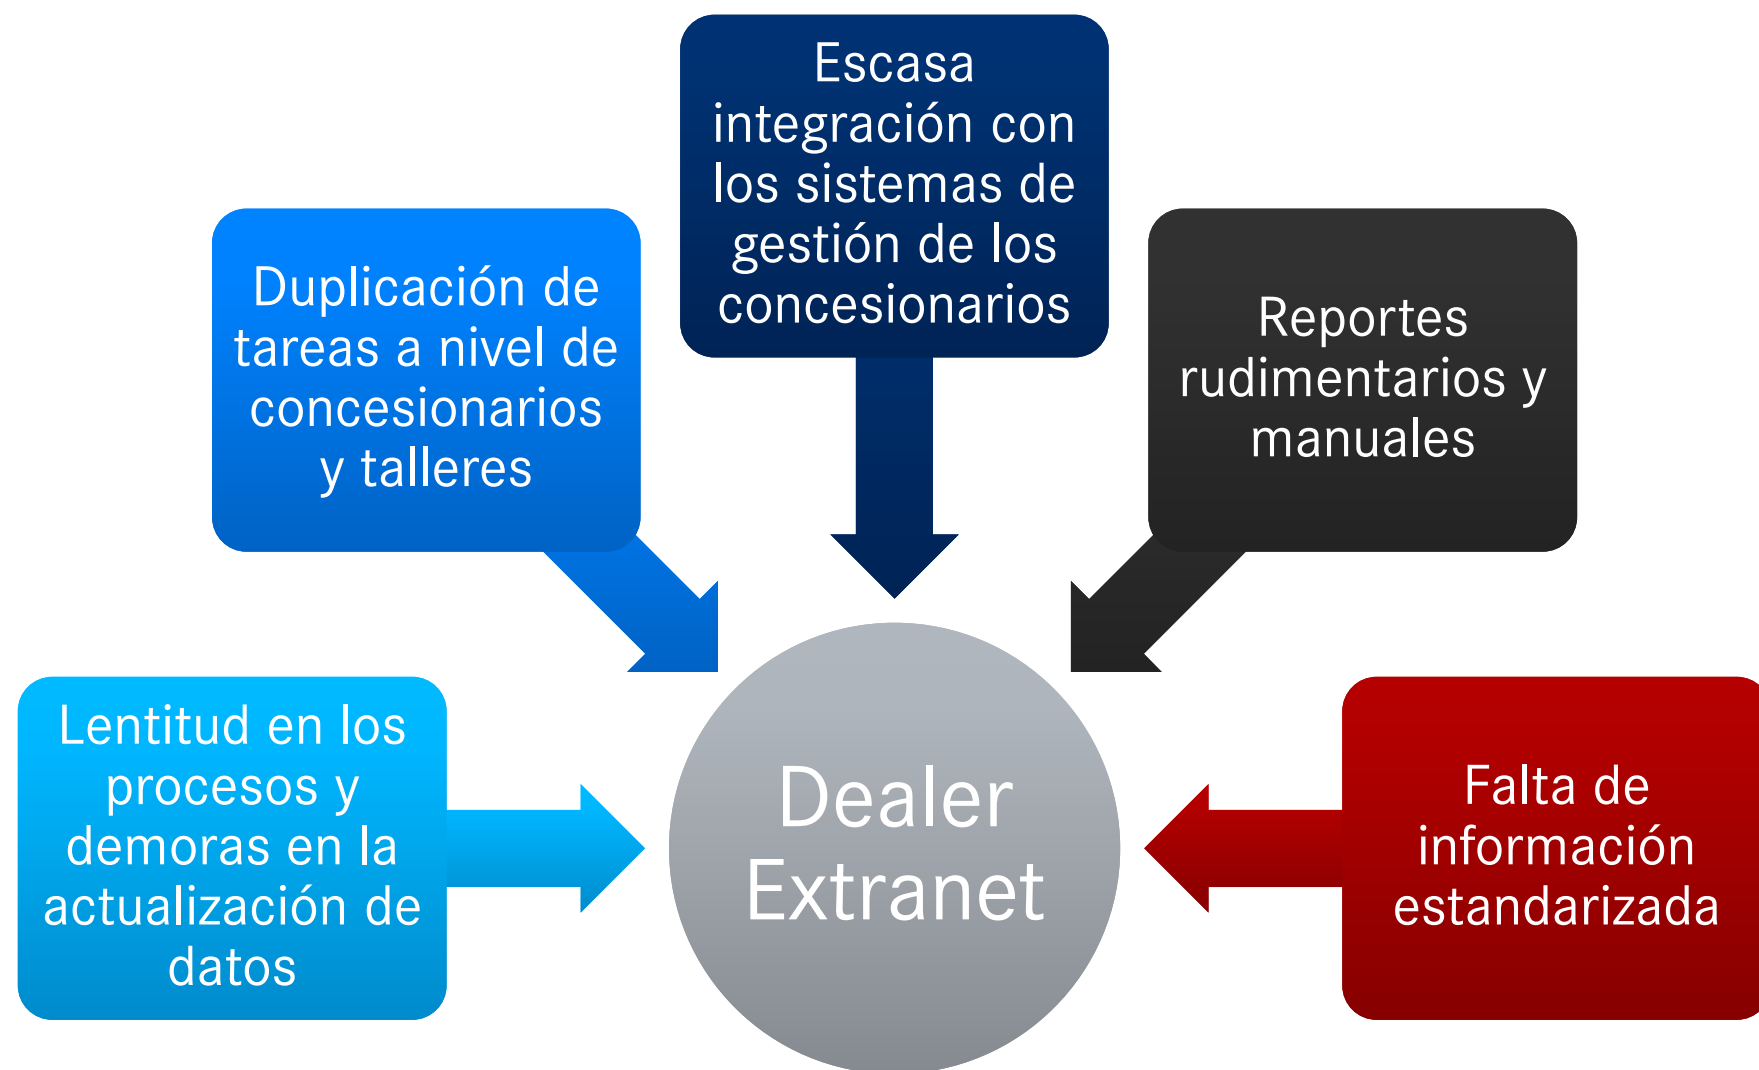 Escasa
integración con
los sistemas de
gestión de los
concesionarios
Duplicación de
tareas a nivel de
concesionarios
y talleres
Reportes
rudimentarios y
manuales
Lentitud en los
procesos y
demoras en la
actualización de
datos
Dealer
Extranet
Falta de
información
estandarizada